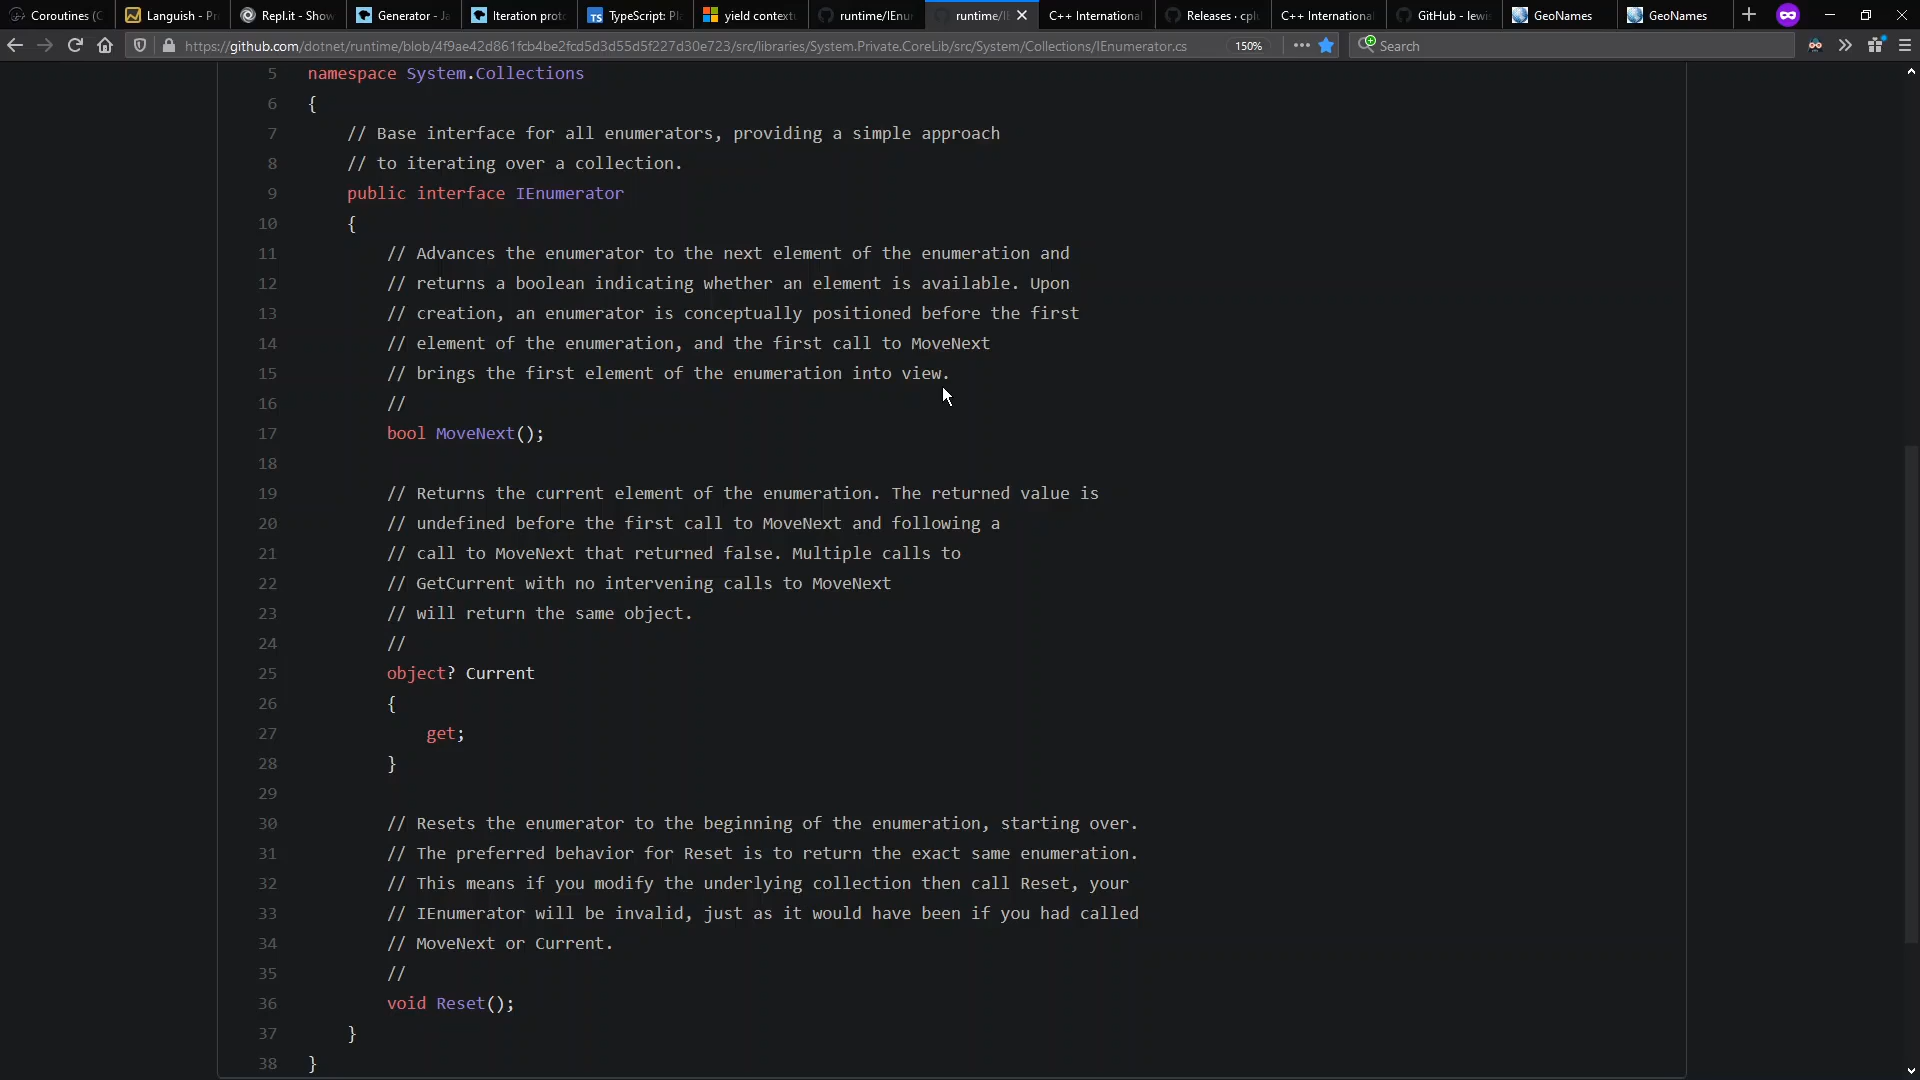 Coroutines (C
Languish - Pr
Repl.it - Show
Generator - Ja
Iteration proto
TypeScript: Pla
yield contextu
runtime/IEnum
runtime/IE
C++ International
Releases · cplu
C++ International
GitHub - lewis
GeoNames
GeoNames
https://github.com/dotnet/runtime/blob/4f9ae42d861fcb4be2fcd5d3d55d5f227d30e723/src/libraries/System.Private.CoreLib/src/System/Collections/IEnumerator.cs
150%
Search
5 namespace System.Collections
6 {
7 // Base interface for all enumerators, providing a simple approach
8 // to iterating over a collection.
9 public interface IEnumerator
10 {
11 // Advances the enumerator to the next element of the enumeration and
12 // returns a boolean indicating whether an element is available. Upon
13 // creation, an enumerator is conceptually positioned before the first
14 // element of the enumeration, and the first call to MoveNext
15 // brings the first element of the enumeration into view.
16 //
17 bool MoveNext();
18
19 // Returns the current element of the enumeration. The returned value is
20 // undefined before the first call to MoveNext and following a
21 // call to MoveNext that returned false. Multiple calls to
22 // GetCurrent with no intervening calls to MoveNext
23 // will return the same object.
24 //
25 object? Current
26 {
27 get;
28 }
29
30 // Resets the enumerator to the beginning of the enumeration, starting over.
31 // The preferred behavior for Reset is to return the exact same enumeration.
32 // This means if you modify the underlying collection then call Reset, your
33 // IEnumerator will be invalid, just as it would have been if you had called
34 // MoveNext or Current.
35 //
36 void Reset();
37 }
38 }